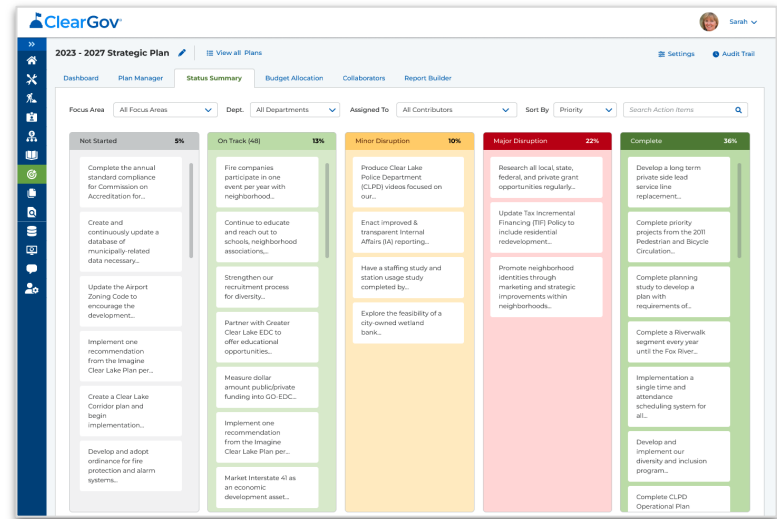 ClearGov
Sarah
2023 - 2027 Strategic Plan
View all Plans
Settings
Audit Trail
Dashboard
Plan Manager
Status Summary
Budget Allocation
Collaborators
Report Builder
Focus Area
All Focus Areas
Dept.
All Departments
Assigned To
All Contributors
Sort By
Priority
Search Action Items
Not Started 5%
Complete the annual
standard compliance
for Commission on
Accreditation for...
Create and
continuously update a
database of
municipally-related
data necessary...
Update the Airport
Zoning Code to
encourage the
development...
Implement one
recommendation
from the Imagine
Clear Lake Plan per...
Create a Clear Lake
Corridor plan and
begin
implementation...
Develop and adopt
ordinance for fire
protection and alarm
systems...
On Track (48) 13%
Fire companies
participate in one
event per year with
neighborhood...
Continue to educate
and reach out to
schools, neighborhood
associations,...
Strengthen our
recruitment process
for diversity...
Partner with Greater
Clear Lake EDC to
offer educational
opportunities...
Measure dollar
amount public/private
funding into GO-EDC...
Implement one
recommendation
from the Imagine
Clear Lake Plan per...
Market Interstate 41 as
an economic
development asset...
Minor Disruption 10%
Produce Clear Lake
Police Department
(CLPD) videos focused on
our...
Enact improved &
transparent Internal
Affairs (IA) reporting...
Have a staffing study and
station usage study
completed by...
Explore the feasibility of a
city-owned wetland
bank...
Major Disruption 22%
Research all local, state,
federal, and private grant
opportunities regularly...
Update Tax Incremental
Financing (TIF) Policy to
include residential
redevelopment...
Promote neighborhood
identities through
marketing and strategic
improvements within
neighborhoods...
Complete 36%
Develop a long term
private side lead
service line
replacement...
Complete priority
projects from the 2011
Pedestrian and Bicycle
Circulation...
Complete planning
study to develop a
plan with
requirements of...
Complete a Riverwalk
segment every year
until the Fox River...
Implementation a
single time and
attendance
scheduling system for
all...
Develop and
implement our
diversity and inclusion
program...
Complete CLPD
Operational Plan